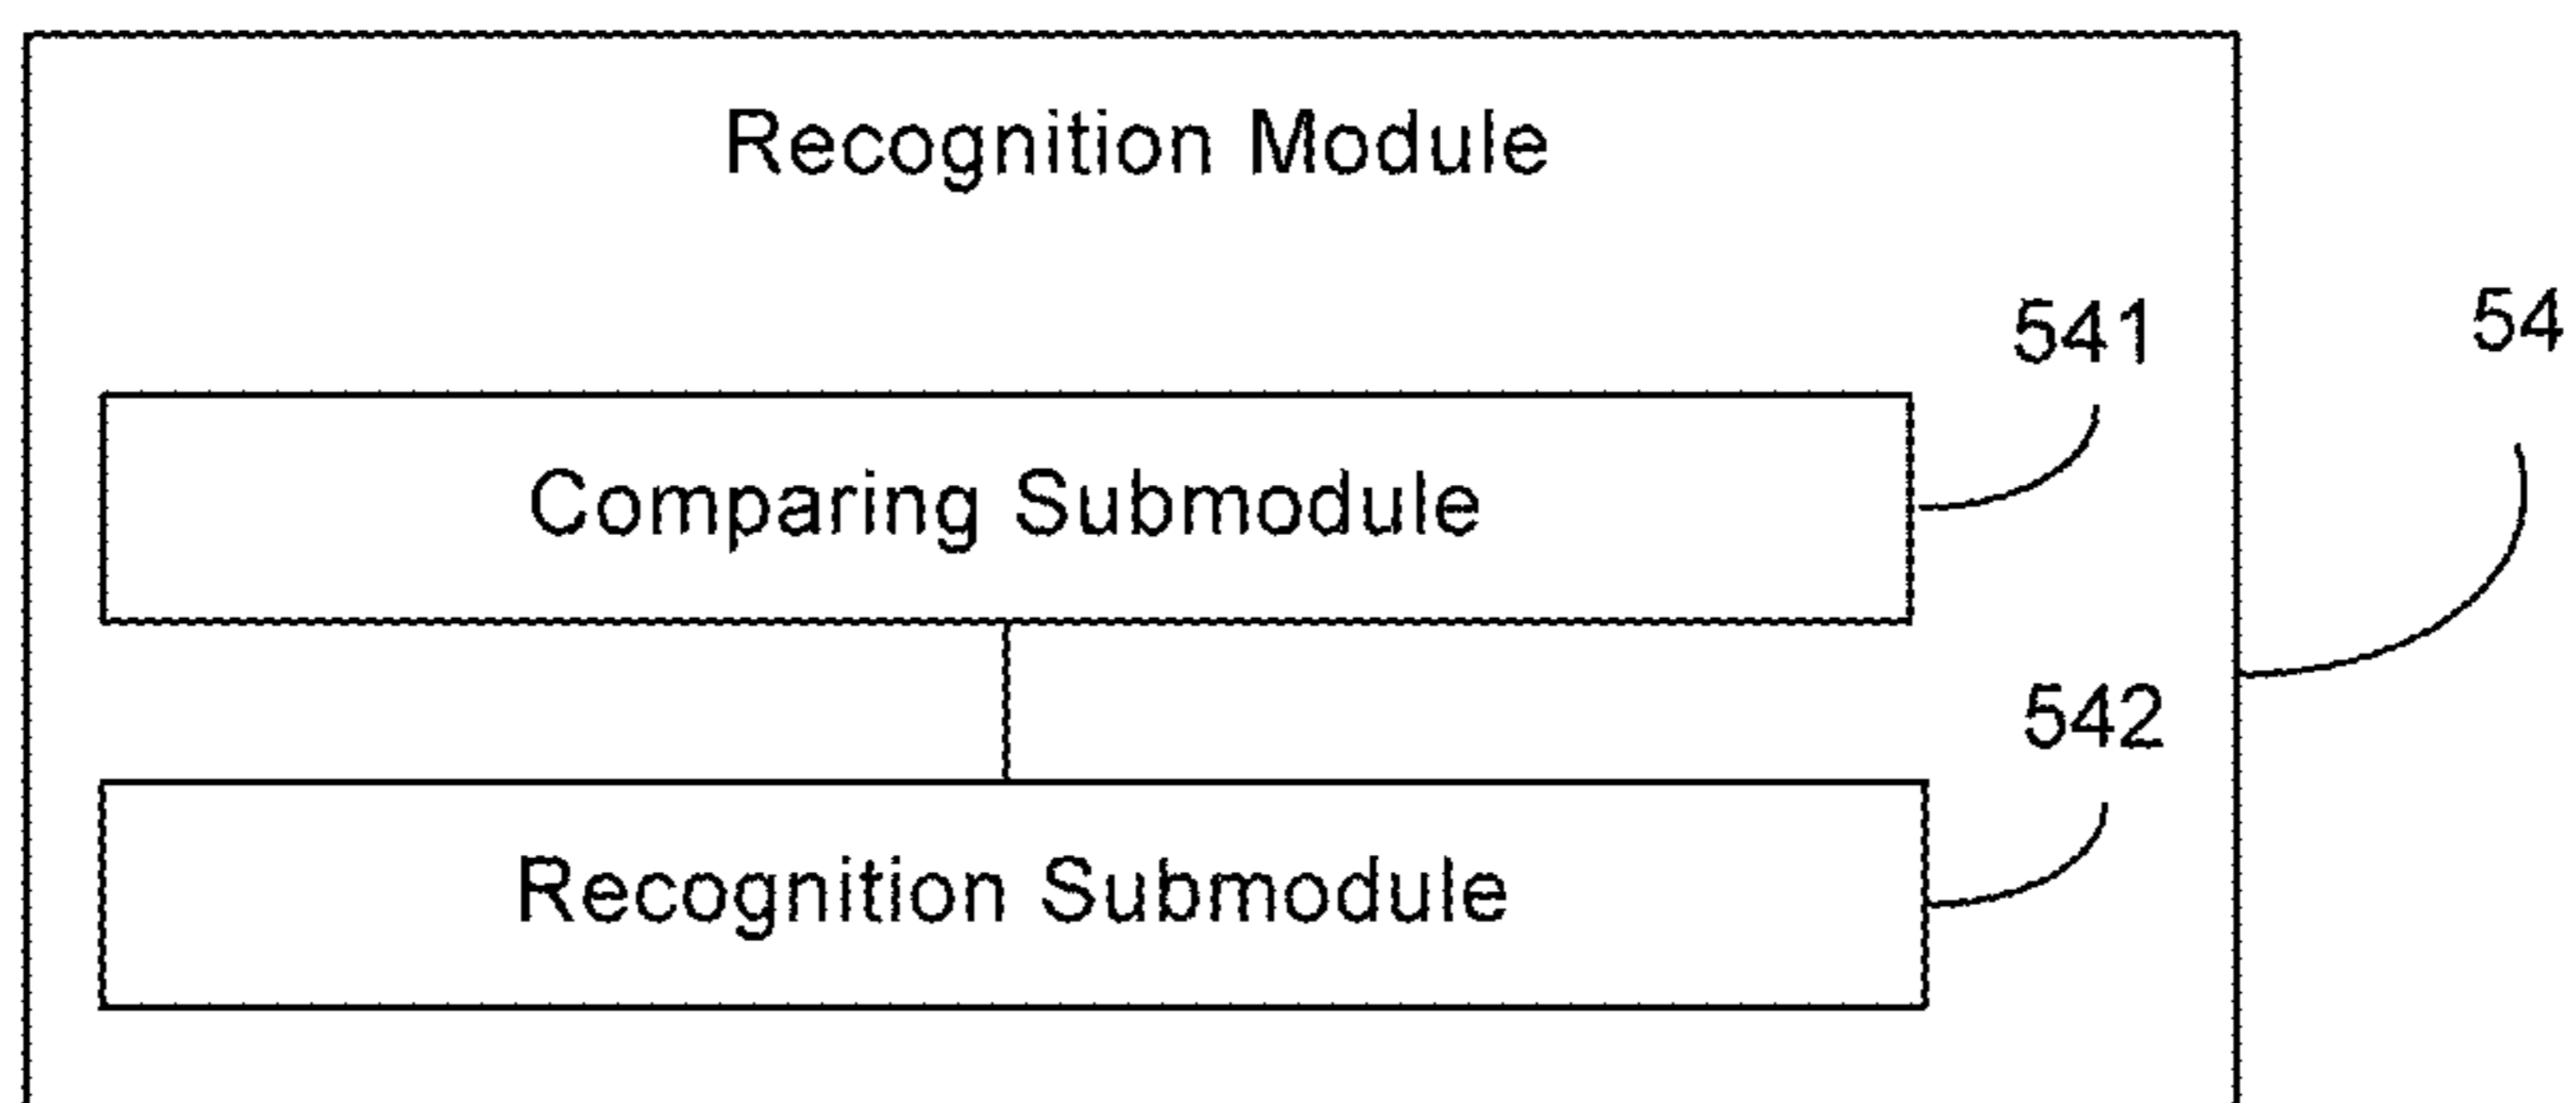 Recognition Module
541
54
Comparing Submodule
542
Recognition Submodule